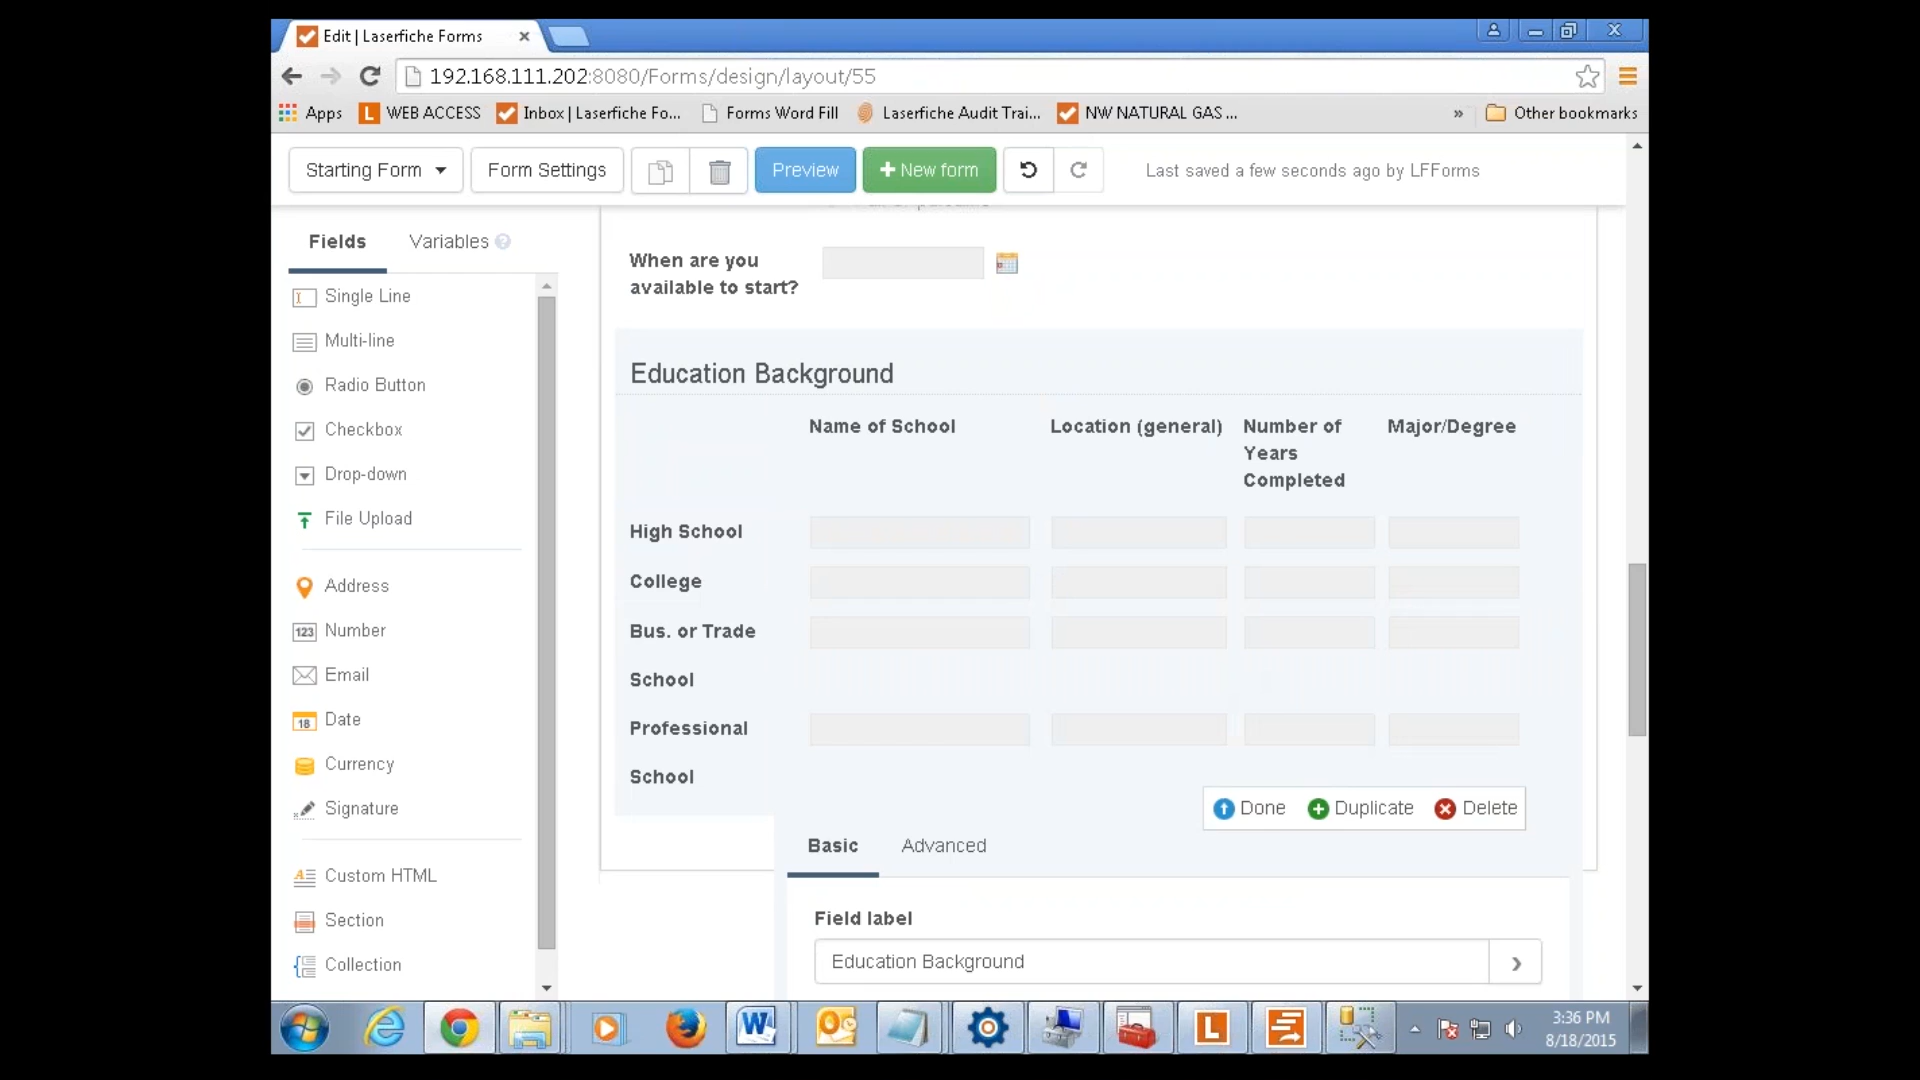 Edit | Laserfiche Forms
192.168.111.202:8080/Forms/design/layout/55
Apps WEB ACCESS Inbox | Laserfiche Fo... Forms Word Fill Laserfiche Audit Trai... NW NATURAL GAS ... » Other bookmarks
Starting Form Form Settings Preview New form Last saved a few seconds ago by LFForms
Fields Variables
Single Line
Multi-line
Radio Button
Checkbox
Drop-down
File Upload
Address
Number
Email
Date
Currency
Signature
Custom HTML
Section
Collection
When are you
available to start?
Education Background
Name of School Location (general) Number of Years Completed Major/Degree
High School
College
Bus. or Trade
School
Professional
School
Done Duplicate Delete
Basic Advanced
Field label
Education Background
3:36 PM
8/18/2015